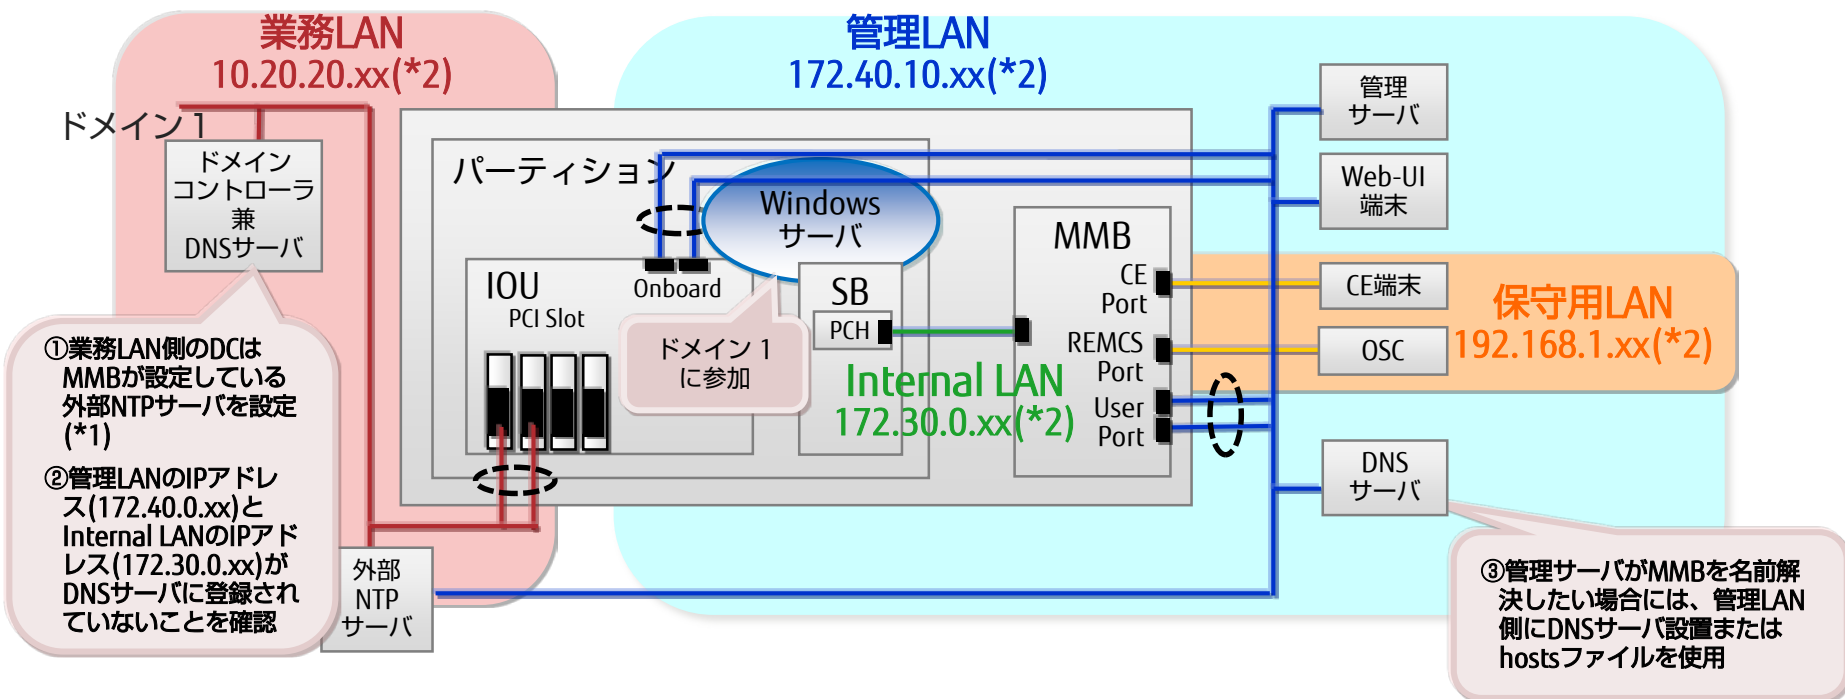 業務LAN
10.20.20.xx(*2)
管理LAN
172.40.10.xx(*2)
ドメイン1
ドメイン
コントローラ
兼
DNSサーバ
パーティション
Windows
サーバ
IOU
PCI Slot
Onboard
SB
PCH
ドメイン1
に参加
Internal LAN
172.30.0.xx(*2)
MMB
CE
Port
REMCS
Port
User
Port
管理
サーバ
Web-UI
端末
CE端末
OSC
保守用LAN
192.168.1.xx(*2)
DNS
サーバ
外部
NTP
サーバ
①業務LAN側のDCは
MMBが設定している
外部NTPサーバを設定
(*1)
②管理LANのIPアドレ
ス(172.40.0.xx)と
Internal LANのIPアド
レス(172.30.0.xx)が
DNSサーバに登録され
ていないことを確認
③管理サーバがMMBを名前解
決したい場合には、管理LAN
側にDNSサーバ設置または
hostsファイルを使用